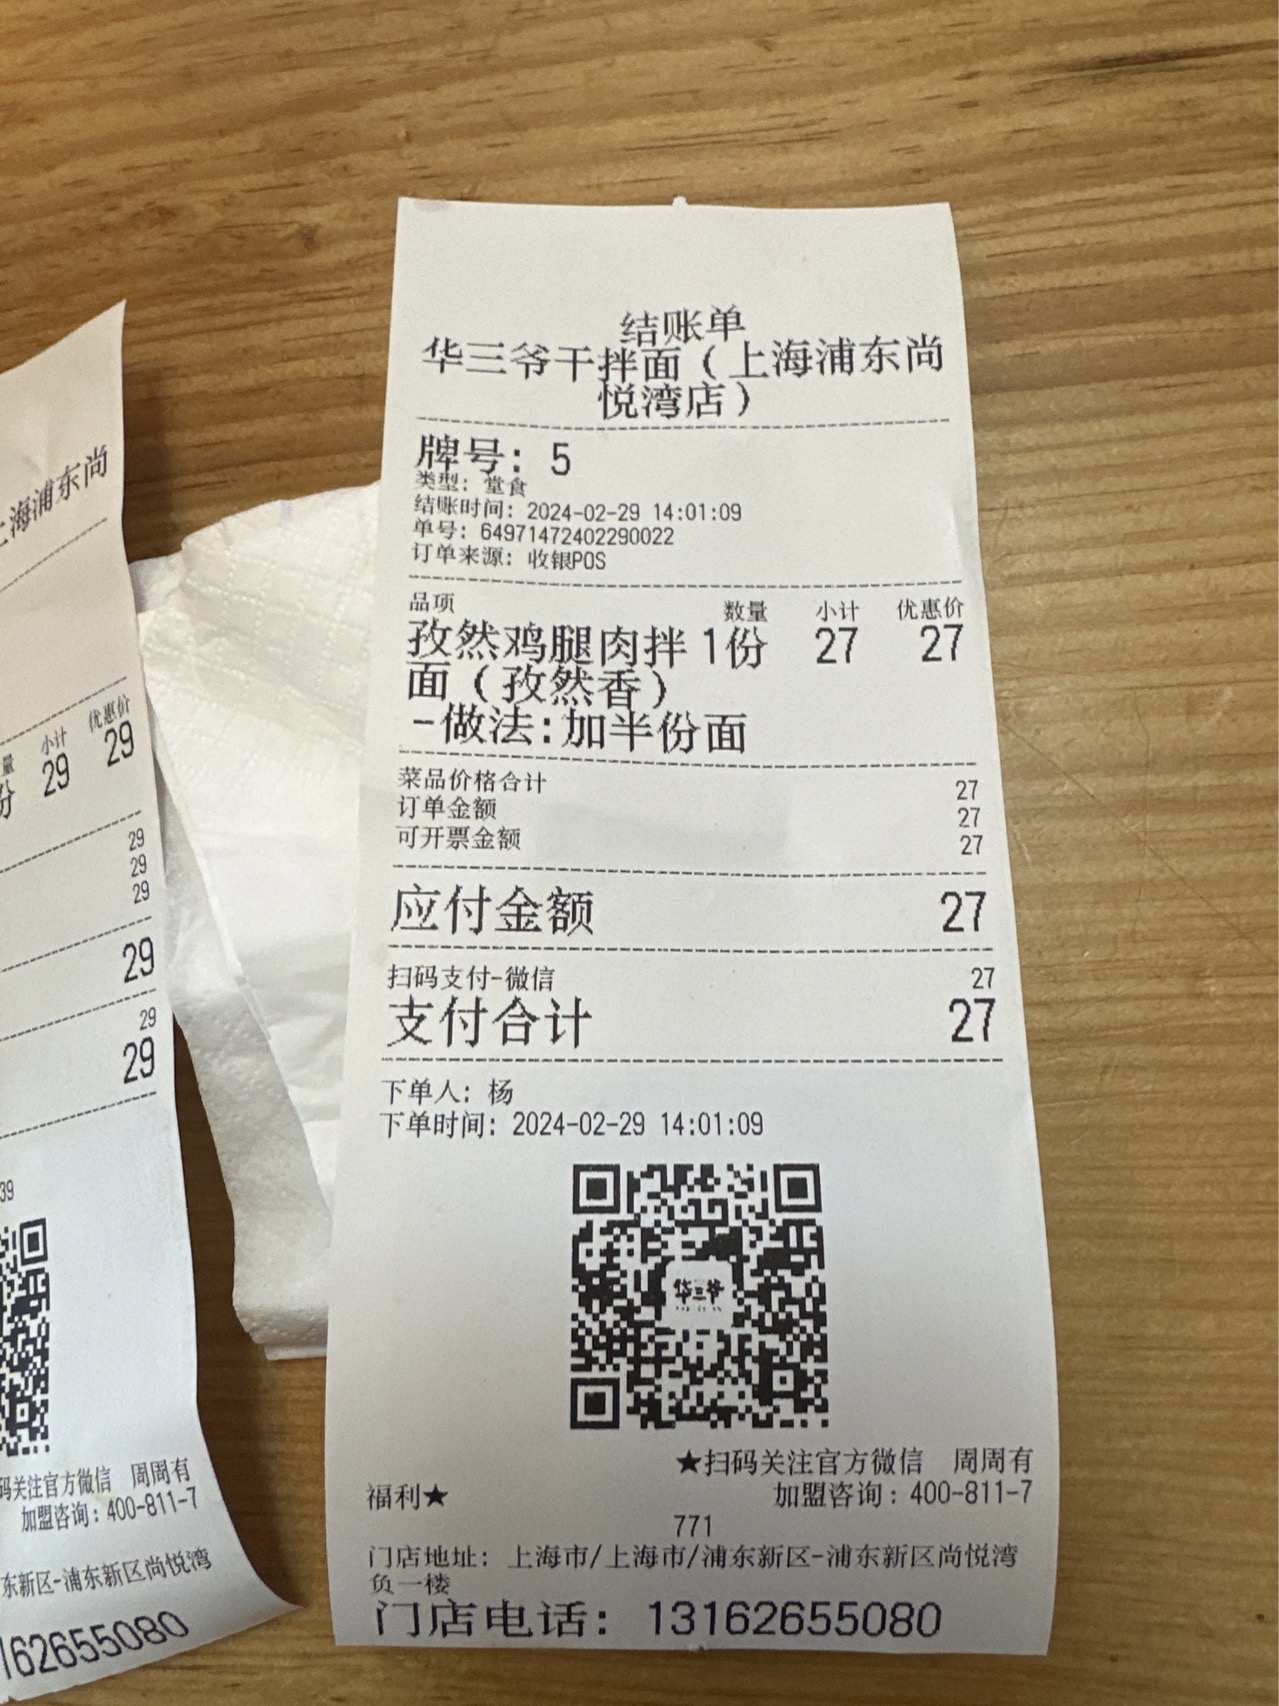 结账单
华三爷干拌面（上海浦东尚
悦湾店）
牌号：5
类型：堂食
结账时间：2024-02-29 14:01:09
单号：64971472402290022
订单来源：收银POS
品项 数量 小计 优惠价
孜然鸡腿肉拌 1份 27 27
面（孜然香）
-做法:加半份面
菜品价格合计 27
订单金额 27
可开票金额 27
应付金额 27
扫码支付-微信 27
支付合计 27
下单人：杨
下单时间：2024-02-29 14:01:09
华三爷
★扫码关注官方微信 周周有
福利★
加盟咨询：400-811-7
771
门店地址：上海市/上海市/浦东新区-浦东新区尚悦湾
负一楼
门店电话：13162655080
上海浦东尚
量 小计 优惠价
份 29 29
29
29
29
29
29
29
39
码关注官方微信 周周有
加盟咨询：400-811-7
东新区-浦东新区尚悦湾
162655080